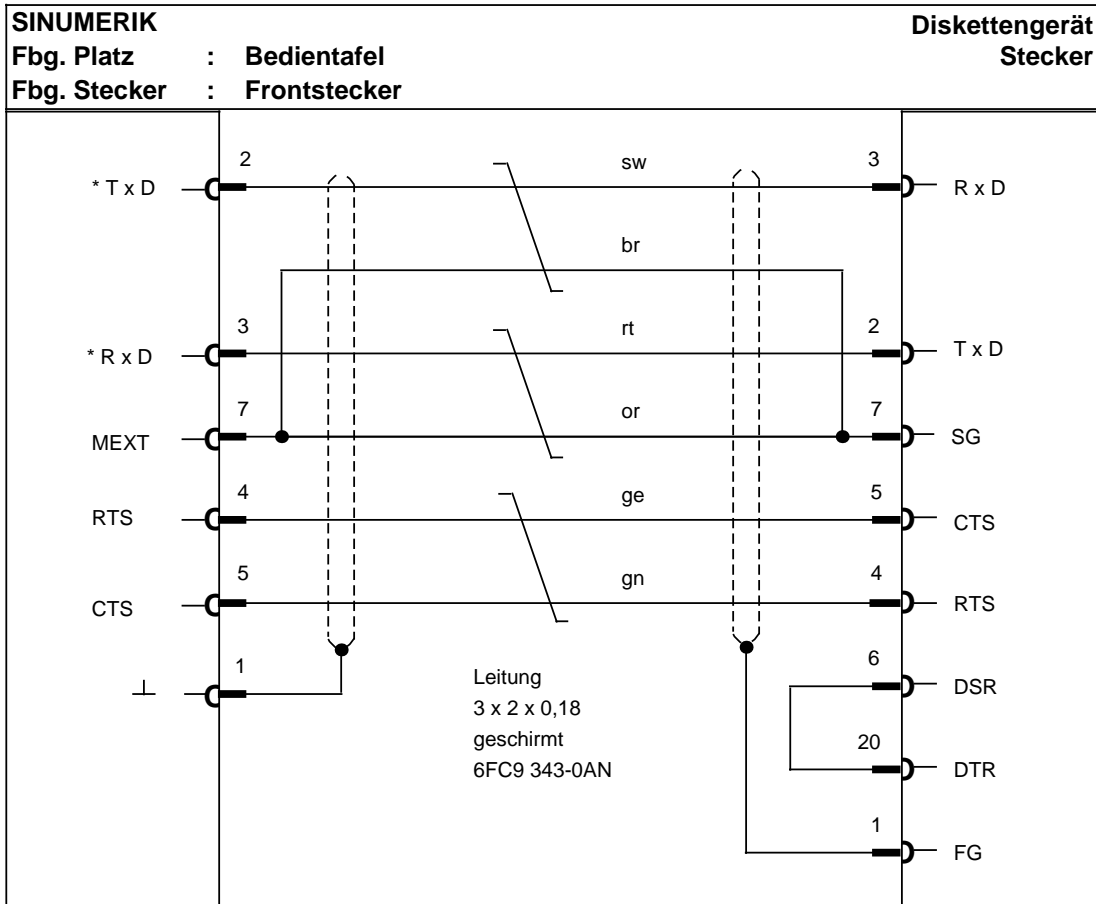 SINUMERIK
Diskettengerät
Fbg. Platz : Bedientafel
Stecker
Fbg. Stecker : Frontstecker
2 sw 3
* T x D R x D
br
3 rt 2
* R x D T x D
7 or 7
MEXT SG
4 ge 5
RTS CTS
5 gn 4
CTS RTS
1 6
Leitung DSR
3 x 2 x 0,18
geschirmt 20
6FC9 343-0AN DTR
1
FG